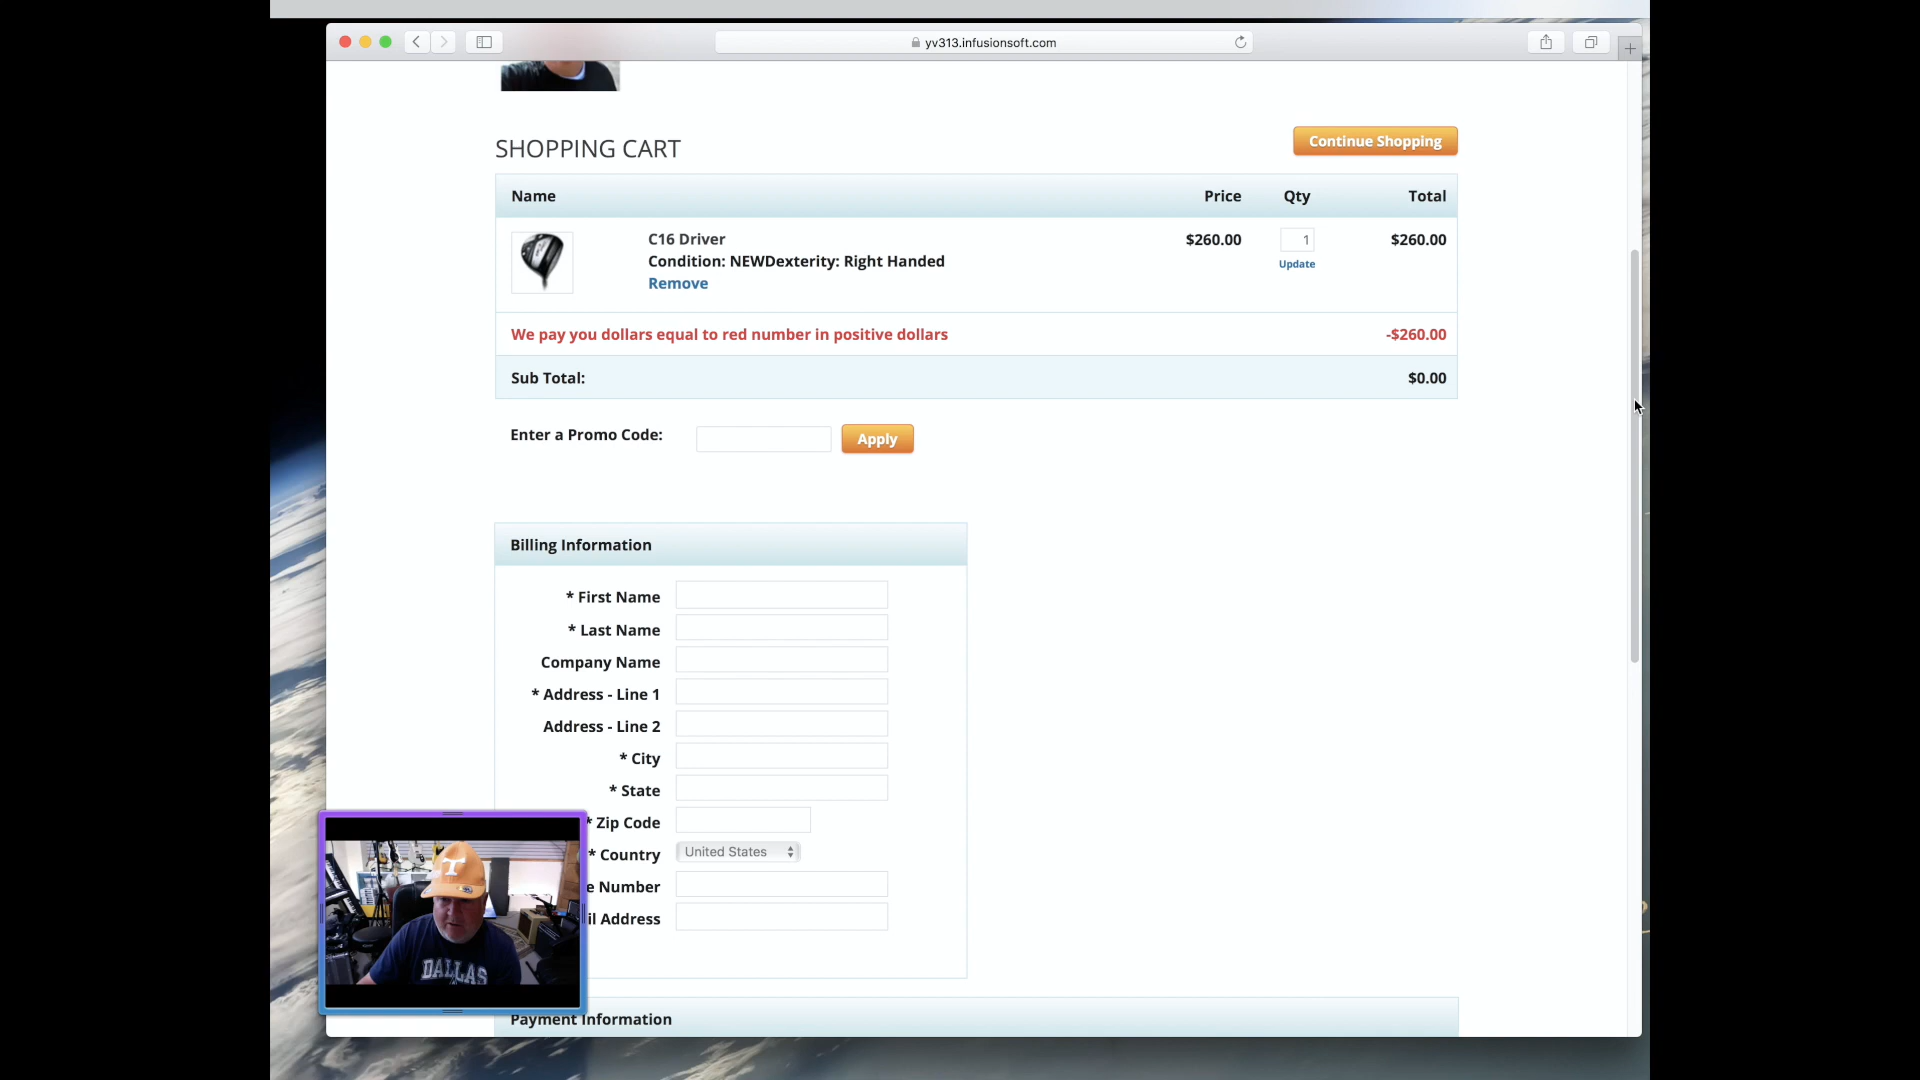 yv313.infusionsoft.com
SHOPPING CART
Continue Shopping
Name Price Qty Total
C16 Driver $260.00 1 $260.00
Condition: NEWDexterity: Right Handed
Update
Remove
We pay you dollars equal to red number in positive dollars -$260.00
Sub Total: $0.00
Enter a Promo Code: Apply
Billing Information
* First Name
* Last Name
Company Name
* Address - Line 1
Address - Line 2
* City
* State
* Zip Code
* Country United States
e Number
il Address
T
DALLAS
Payment Information